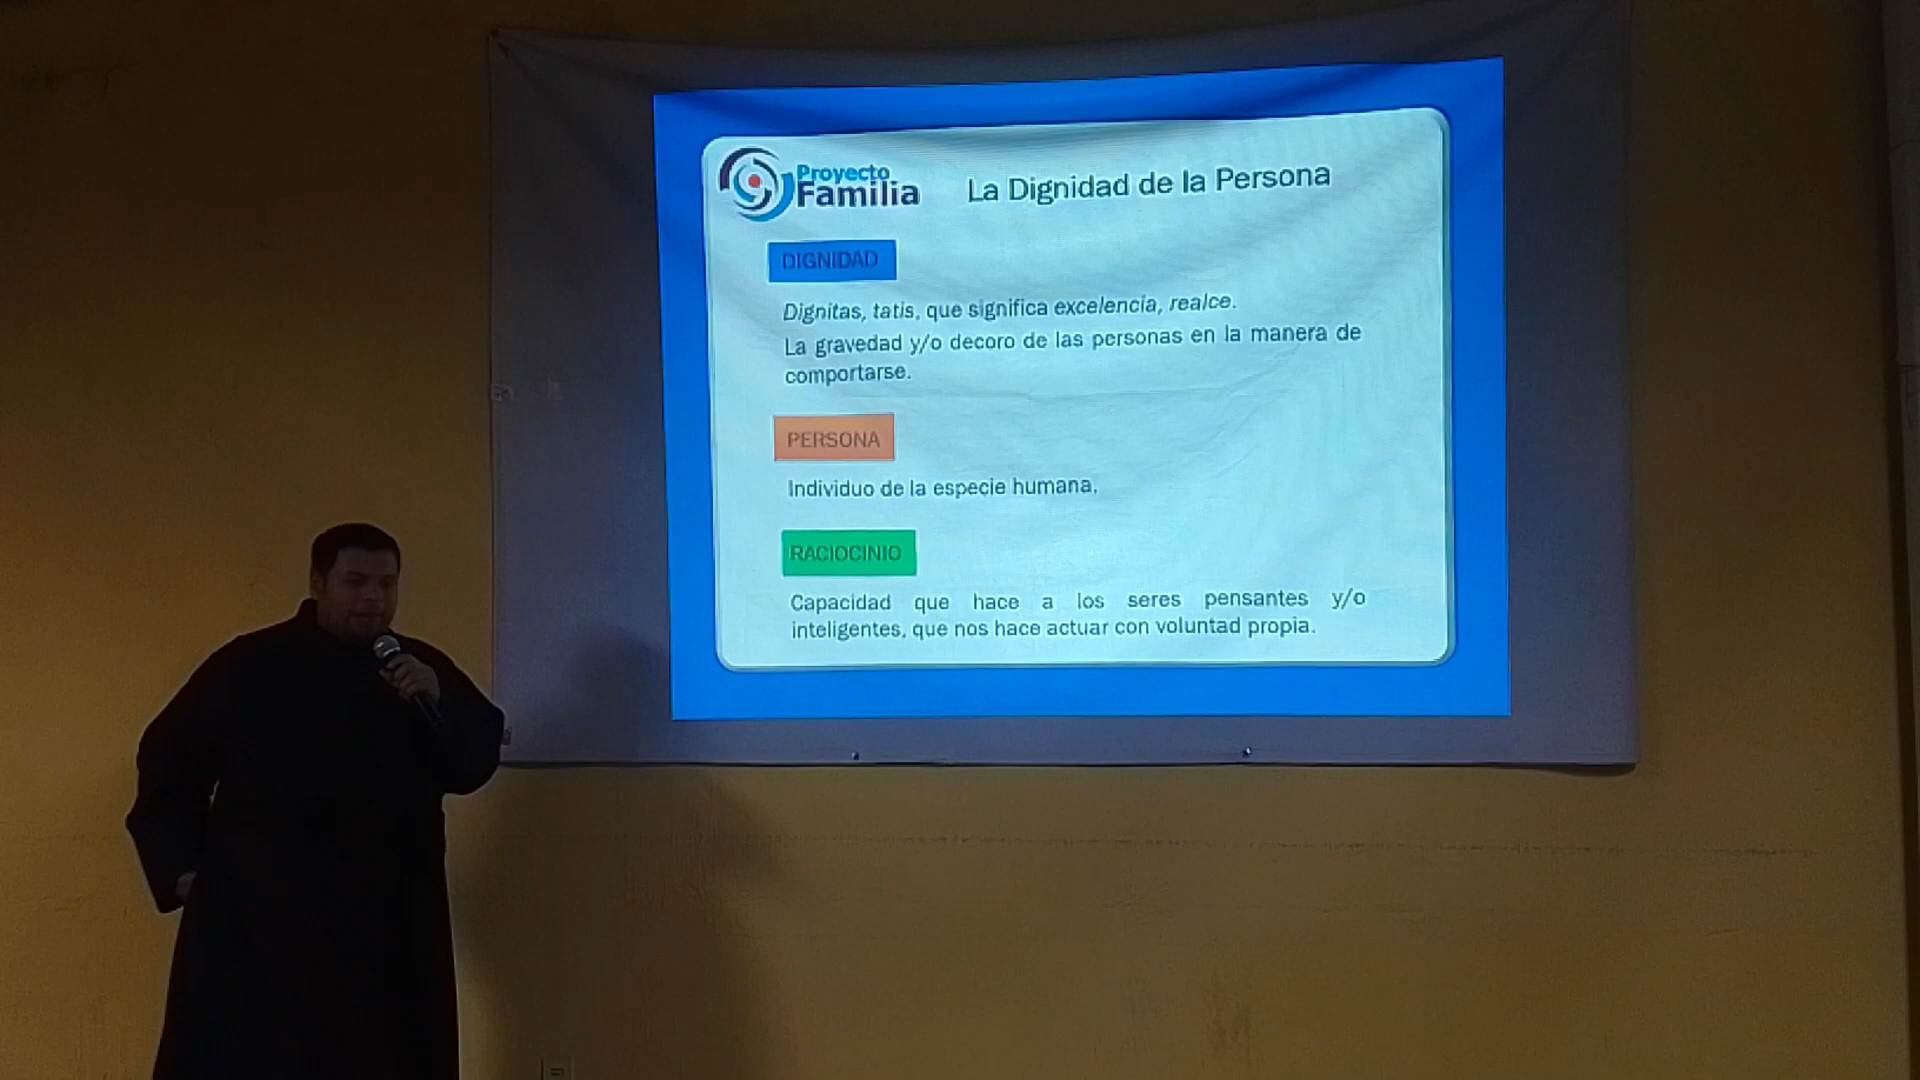 Proyecto
Familia
La Dignidad de la Persona
DIGNIDAD
Dignitas, tatis, que significa excelencia, realce.
La gravedad y/o decoro de las personas en la manera de
comportarse.
PERSONA
Individuo de la especie humana.
RACIOCINIO
Capacidad que hace a los seres pensantes y/o
inteligentes, que nos hace actuar con voluntad propia.